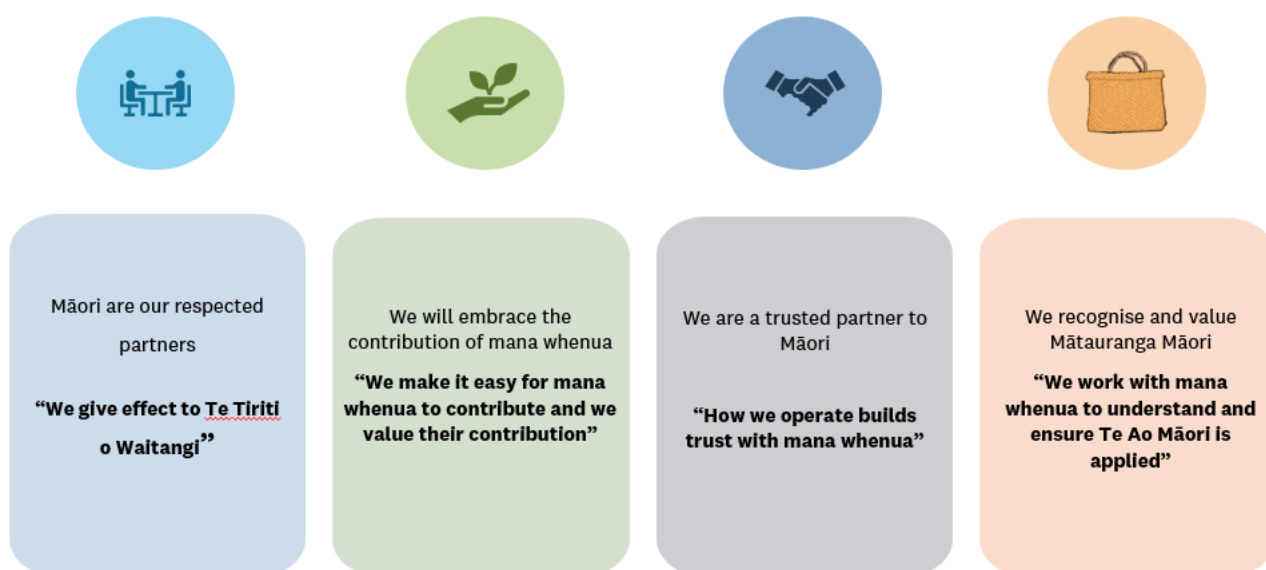 Māori are our respected
partners
“We give effect to Te Tiriti
o Waitangi”
We will embrace the
contribution of mana whenua
“We make it easy for mana
whenua to contribute and we
value their contribution”
We are a trusted partner to
Māori
“How we operate builds
trust with mana whenua”
We recognise and value
Mātauranga Māori
“We work with mana
whenua to understand and
ensure Te Ao Māori is
applied”